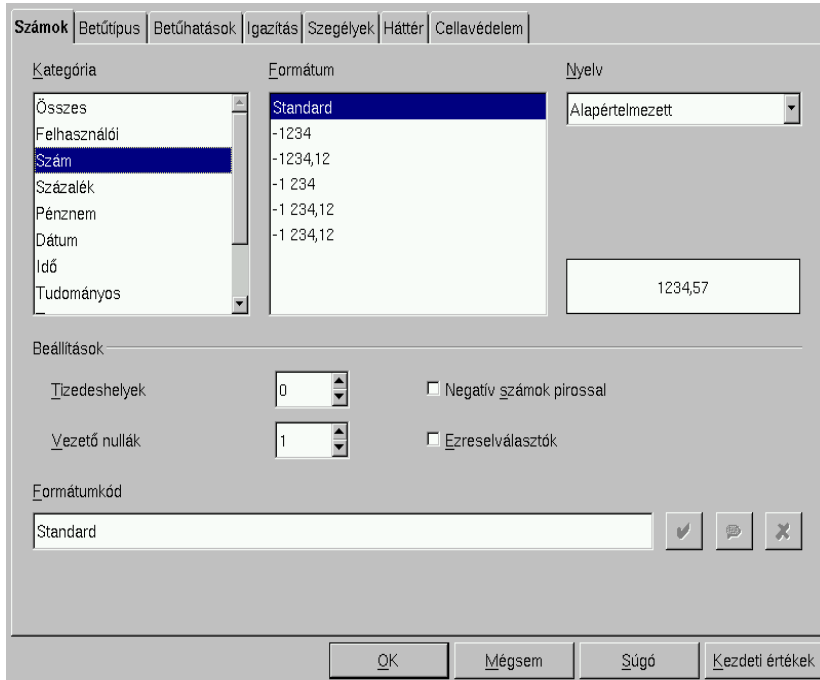 Számok Betűtípus Betűhatások Igazítás Szegélyek Háttér Cellavédelem
Kategória Formátum Nyelv
Összes
Felhasználói
Szám
Százalék
Pénznem
Dátum
Idő
Tudományos
Standard
-1234
-1234,12
-1 234
-1 234,12
-1 234,12
Alapértelmezett
1234,57
Beállítások
Tizedeshelyek 0 Negatív számok pirossal
Vezető nullák 1 Ezreselválasztók
Formátumkód
Standard
OK Mégsem Súgó Kezdeti értékek